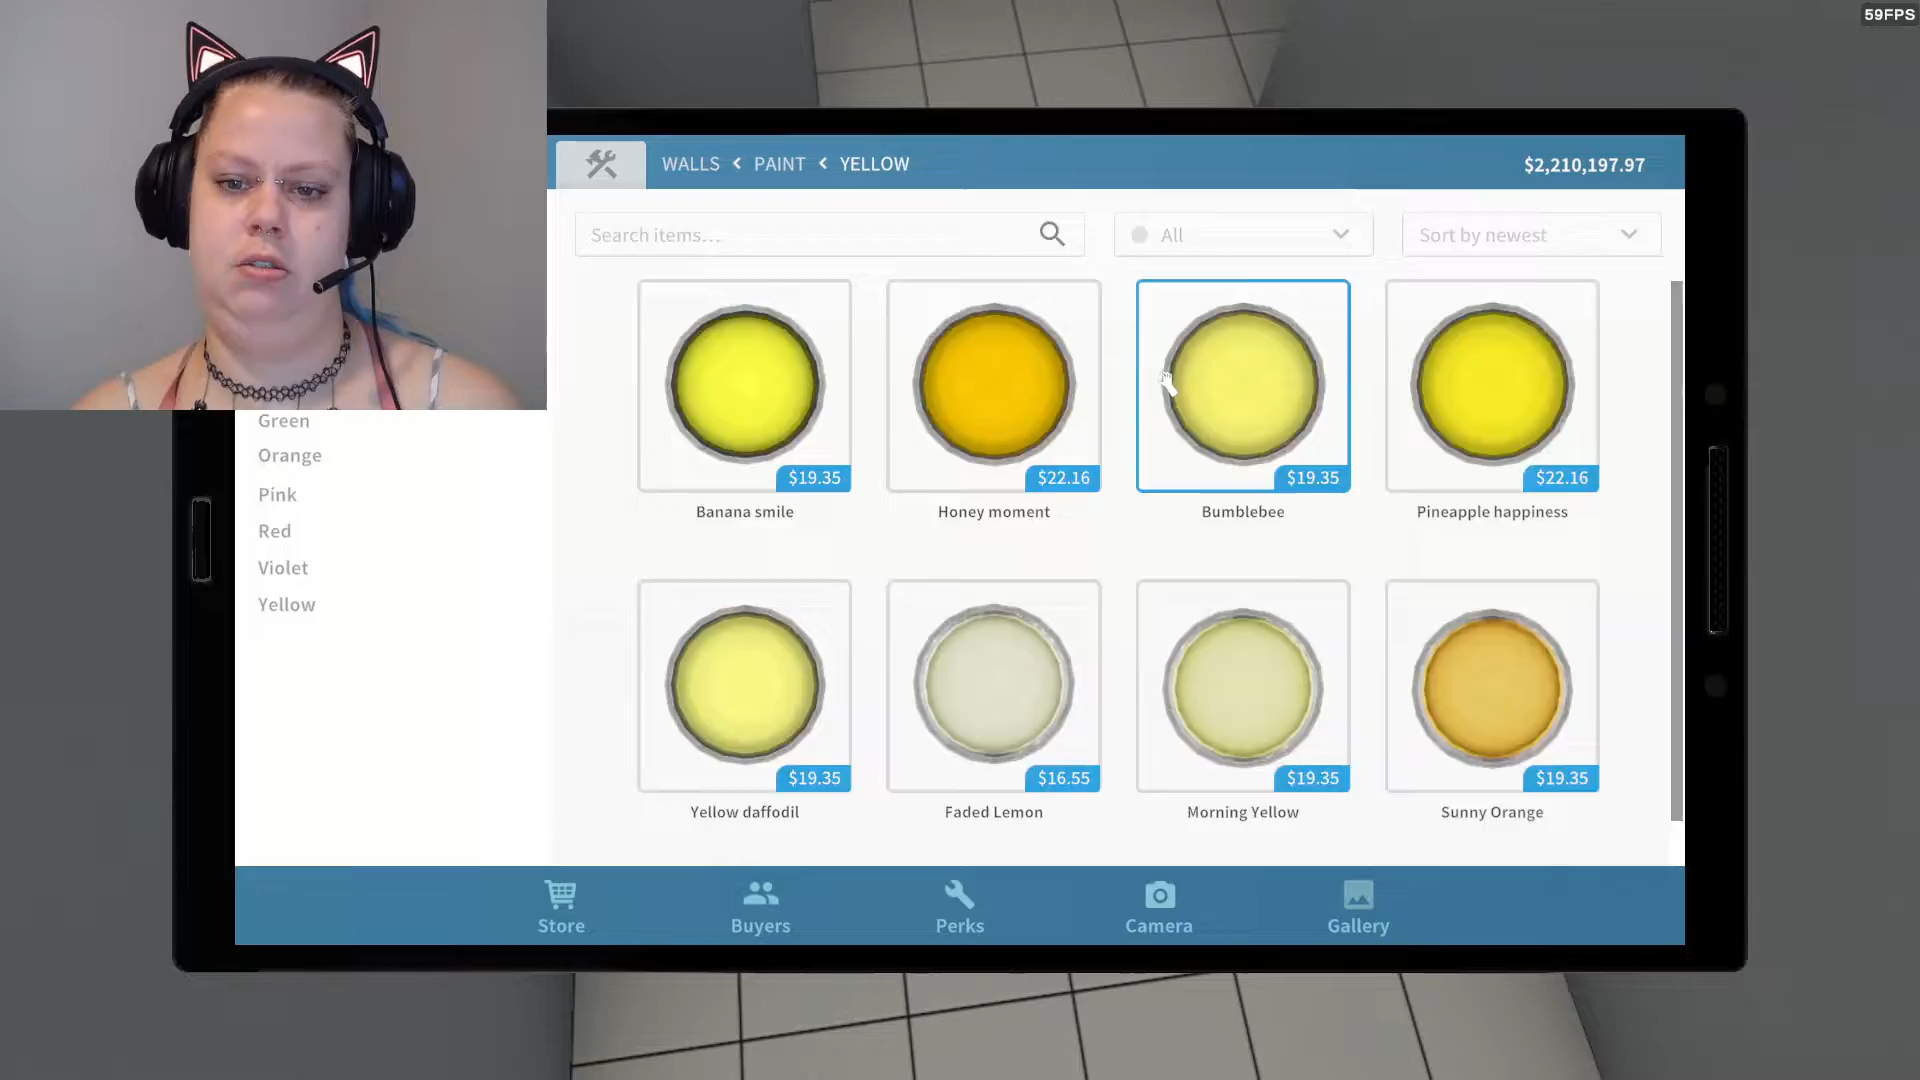 59FPS
WALLS < PAINT < YELLOW
$2,210,197.97
Search items...
All
Sort by newest
$19.35
$22.16
$19.35
$22.16
Banana smile
Honey moment
Bumblebee
Pineapple happiness
Green
Orange
Pink
Red
Violet
Yellow
$19.35
$16.55
$19.35
$19.35
Yellow daffodil
Faded Lemon
Morning Yellow
Sunny Orange
Store
Buyers
Perks
Camera
Gallery